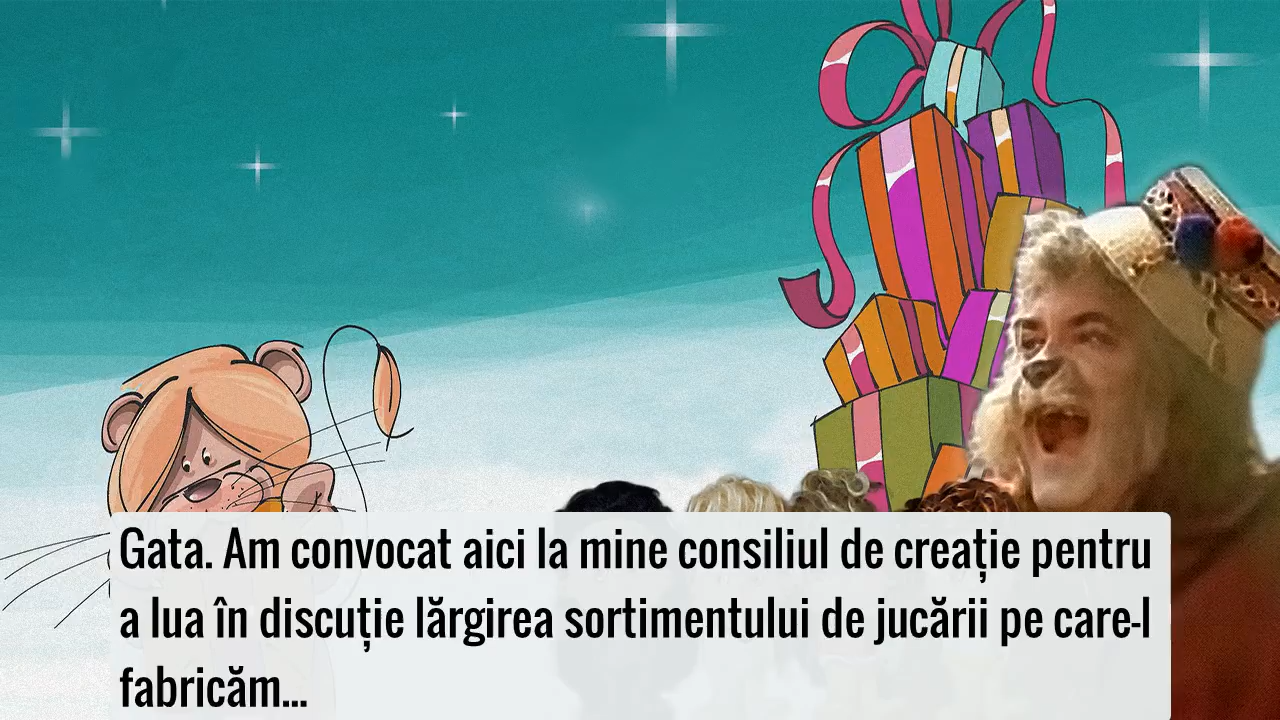 Gata. Am convocat aici la mine consiliul de creație pentru
a lua în discuție lărgirea sortimentului de jucării pe care-l
fabricăm...